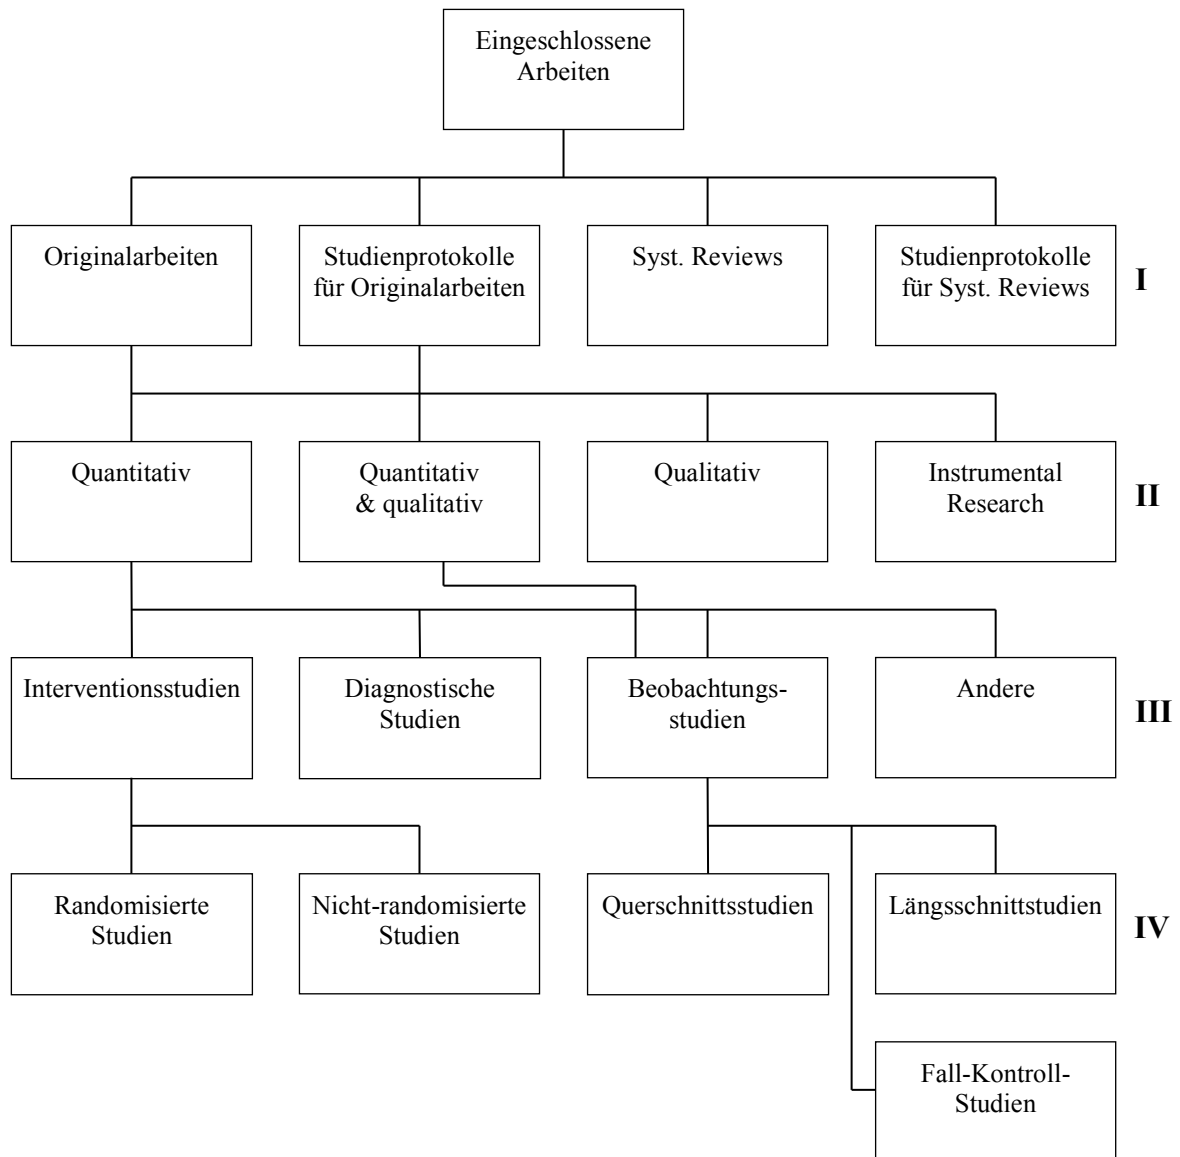 Eingeschlossene
Arbeiten
Originalarbeiten
Studienprotokolle
für Originalarbeiten
Syst. Reviews
Studienprotokolle
für Syst. Reviews
I
Quantitativ
Quantitativ
& qualitativ
Qualitativ
Instrumental
Research
II
Interventionsstudien
Diagnostische
Studien
Beobachtungs-
studien
Andere
III
Randomisierte
Studien
Nicht-randomisierte
Studien
Querschnittsstudien
Längsschnittstudien
IV
Fall-Kontroll-
Studien